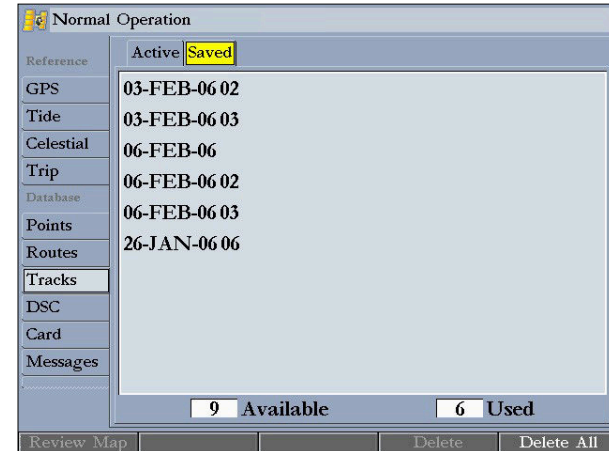 Normal Operation
Reference
GPS
Tide
Celestial
Trip
Database
Points
Routes
Tracks
DSC
Card
Messages
Active Saved
03-FEB-06 02
03-FEB-06 03
06-FEB-06
06-FEB-06 02
06-FEB-06 03
26-JAN-06 06
9 Available 6 Used
Review Map Delete Delete All